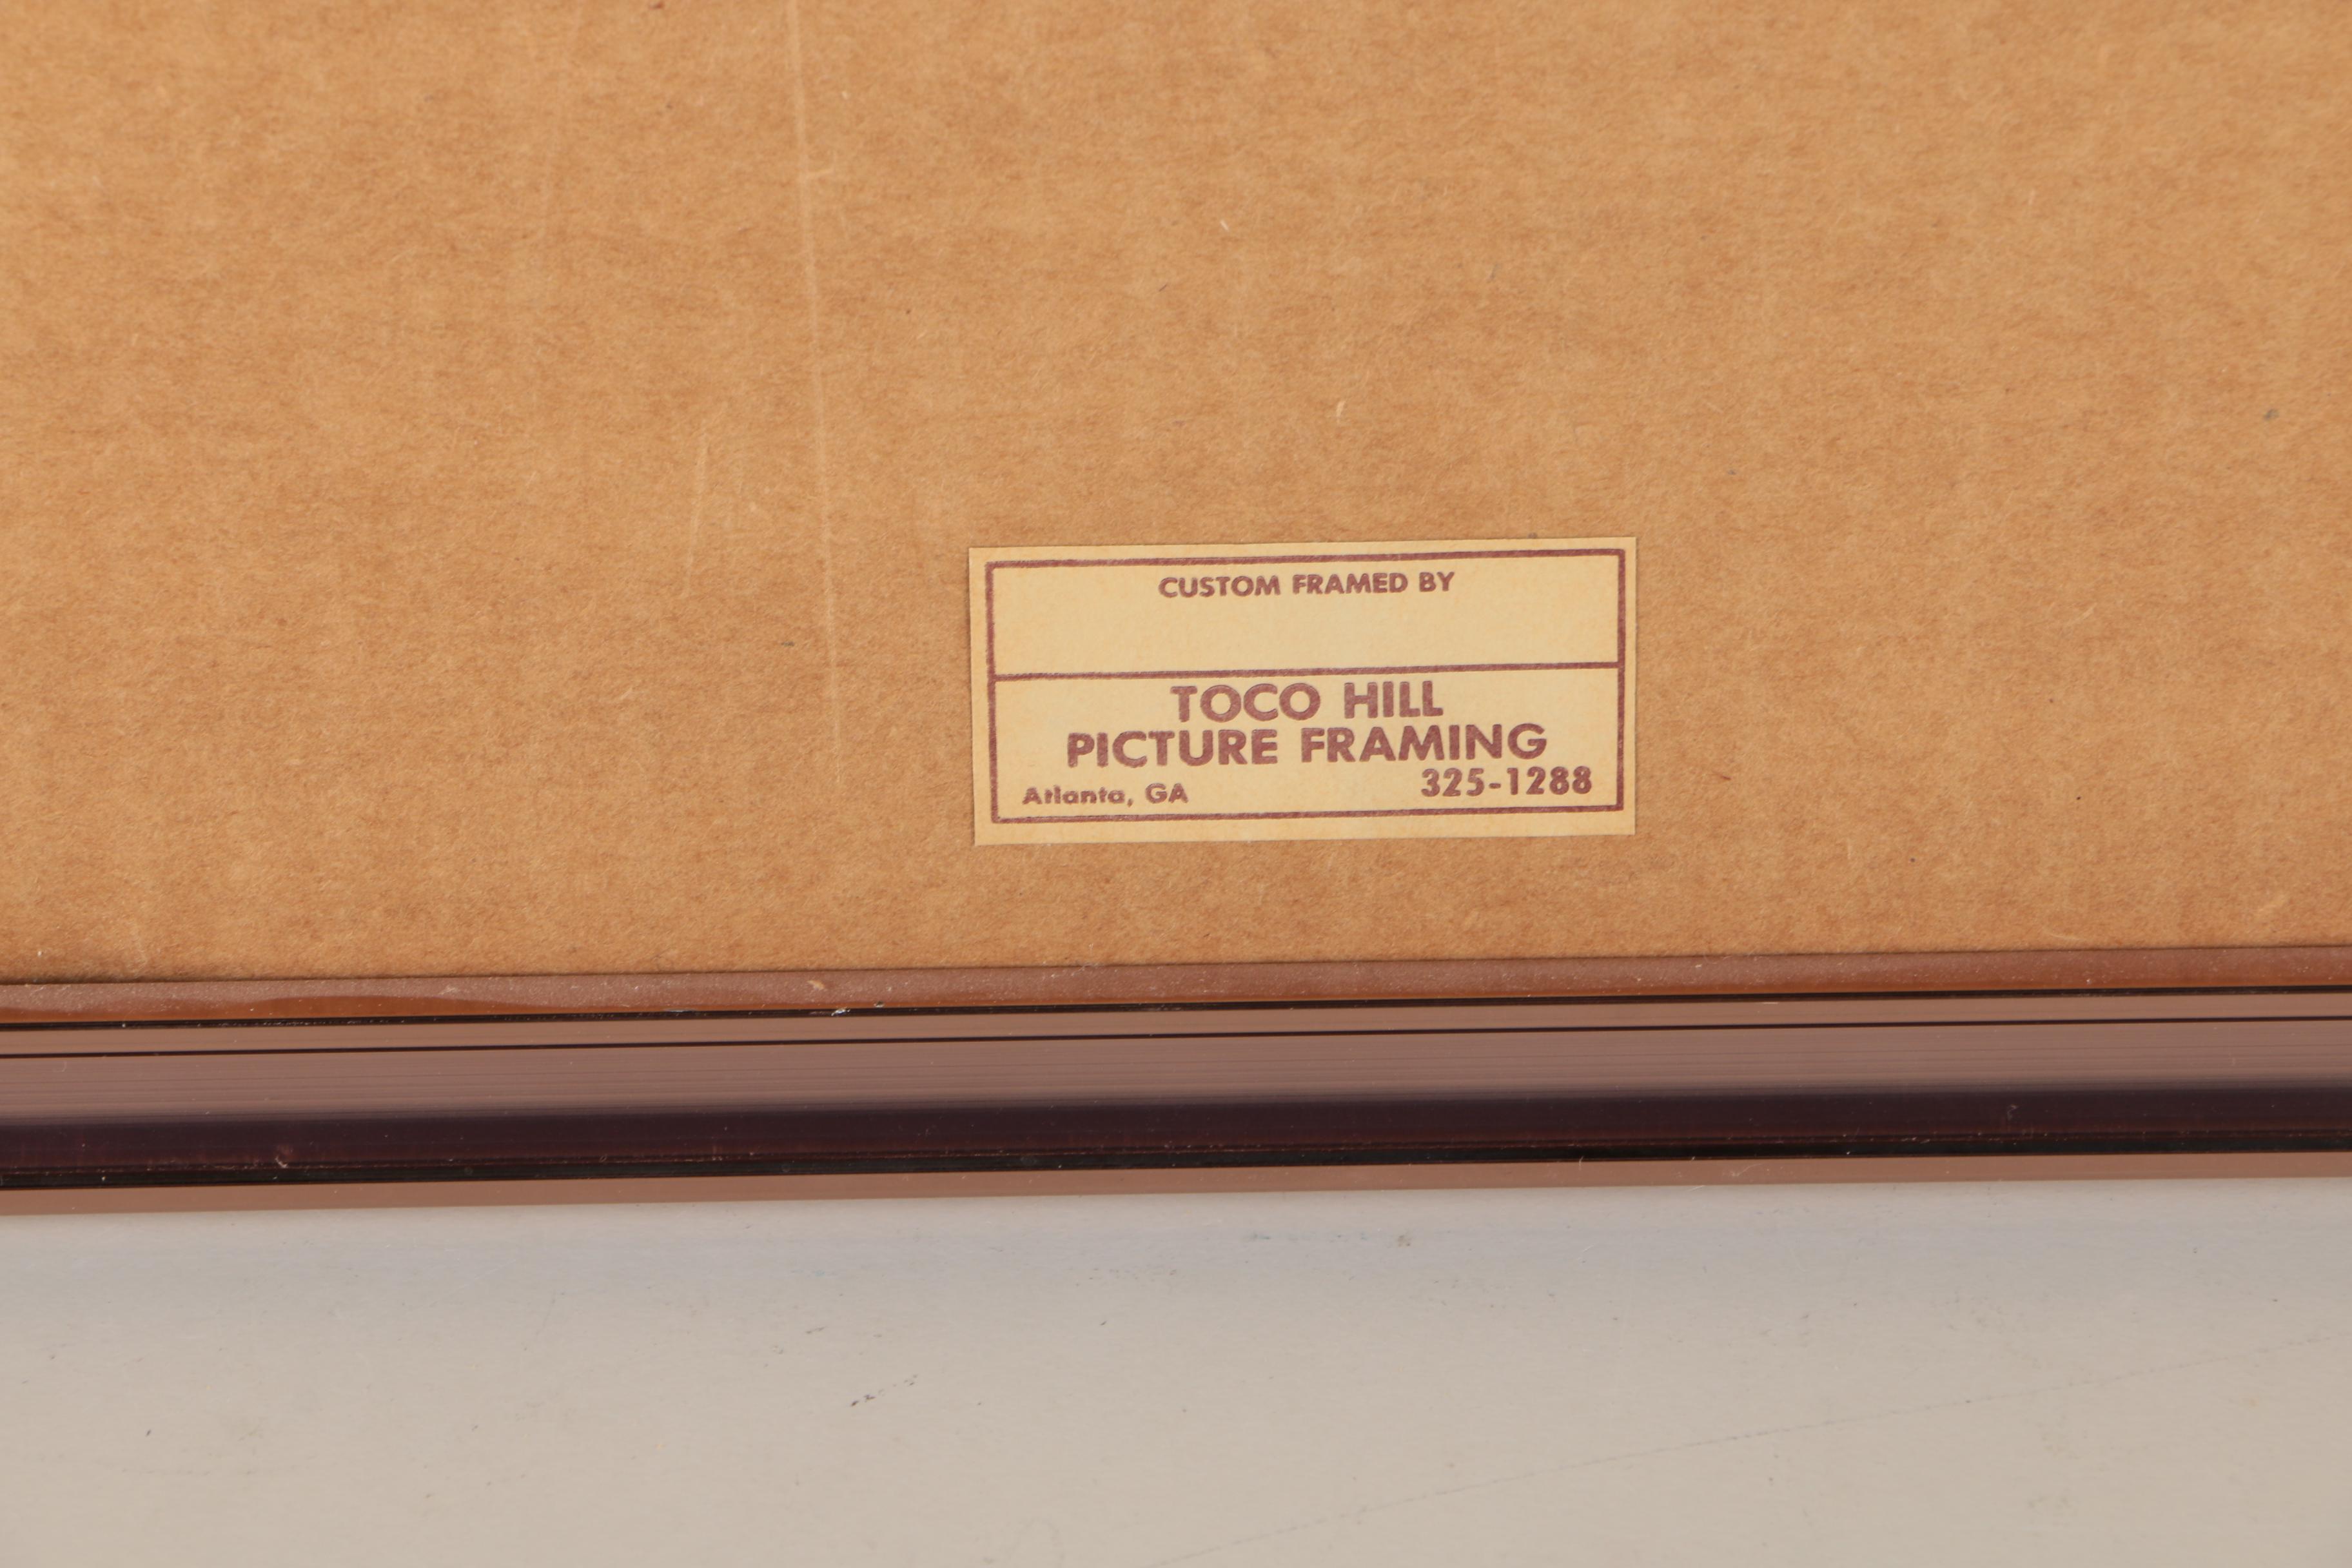 CUSTOM FRAMED BY
TOCO HILL
PICTURE FRAMING
Atlanta, GA 325-1288